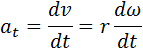 a_t = dv/dt = r dω/dt